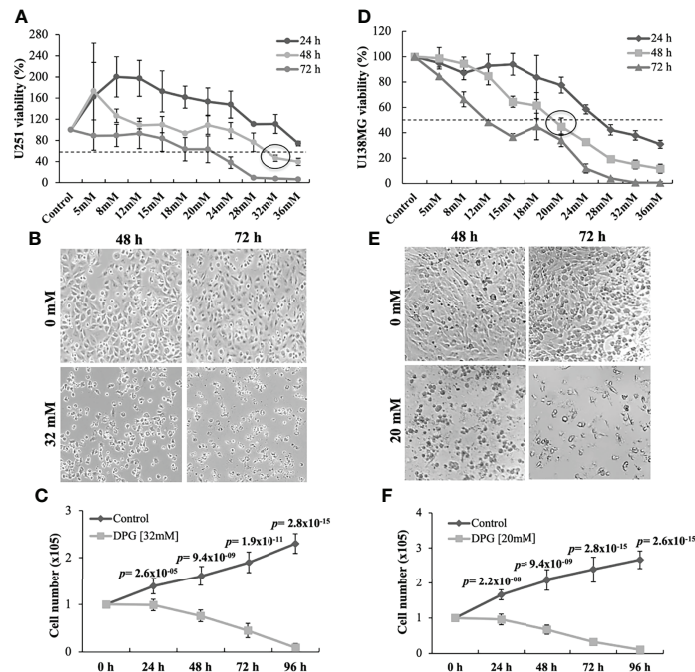 A
280
240
200
160
120
80
40
0
U251 viability (%)
24 h
48 h
72 h
Control
5mM
8mM
12mM
15mM
18mM
20mM
24mM
28mM
32mM
36mM
B
48 h
72 h
0 mM
32 mM
C
3
2
1
0
Cell number (x105)
Control
DPG [32mM]
p= 2.6x10-05
p= 9.4x10-09
p= 1.9x10-11
p= 2.8x10-15
0 h
24 h
48 h
72 h
96 h
D
120
100
80
60
40
20
0
U138MG viability (%)
24 h
48 h
72 h
Control
5mM
8mM
12mM
15mM
18mM
20mM
24mM
28mM
32mM
36mM
E
48 h
72 h
0 mM
20 mM
F
4
3
2
1
0
Cell number (x105)
Control
DPG [20mM]
p= 2.2x10-09
p= 9.4x10-09
p= 2.8x10-15
p= 2.6x10-15
0 h
24 h
48 h
72 h
96 h